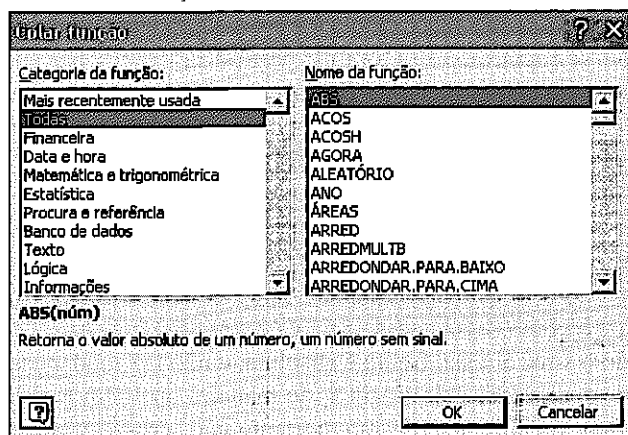 Colar função
Categoria da função:
Mais recentemente usada
Todas
Financeira
Data e hora
Matemática e trigonométrica
Estatística
Procura e referência
Banco de dados
Texto
Lógica
Informações
Nome da função:
ABS
ACOS
ACOSH
AGORA
ALEATÓRIO
ANO
ÁREAS
ARRED
ARREDMULTB
ARREDONDAR.PARA.BAIXO
ARREDONDAR.PARA.CIMA
ABS(núm)
Retorna o valor absoluto de um número, um número sem sinal.
OK
Cancelar